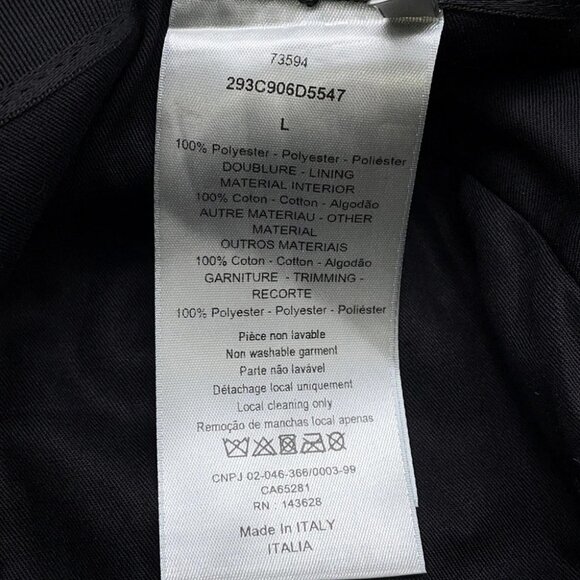 73594
293C906D5547
L
100% Polyester - Polyester - Poliéster
DOUBLURE - LINING
MATERIAL INTERIOR
100% Coton - Cotton - Algodão
AUTRE MATERIAU - OTHER
MATERIAL
OUTROS MATERIAIS
100% Coton - Cotton - Algodão
GARNITURE - TRIMMING -
RECORTE
100% Polyester - Polyester - Poliéster
Pièce non lavable
Non washable garment
Parte não lavável
Détachage local uniquement
Local cleaning only
Remoção de manchas local apenas
CNPJ 02-046-366/0003-99
CA65281
RN : 143628
Made In ITALY
ITALIA